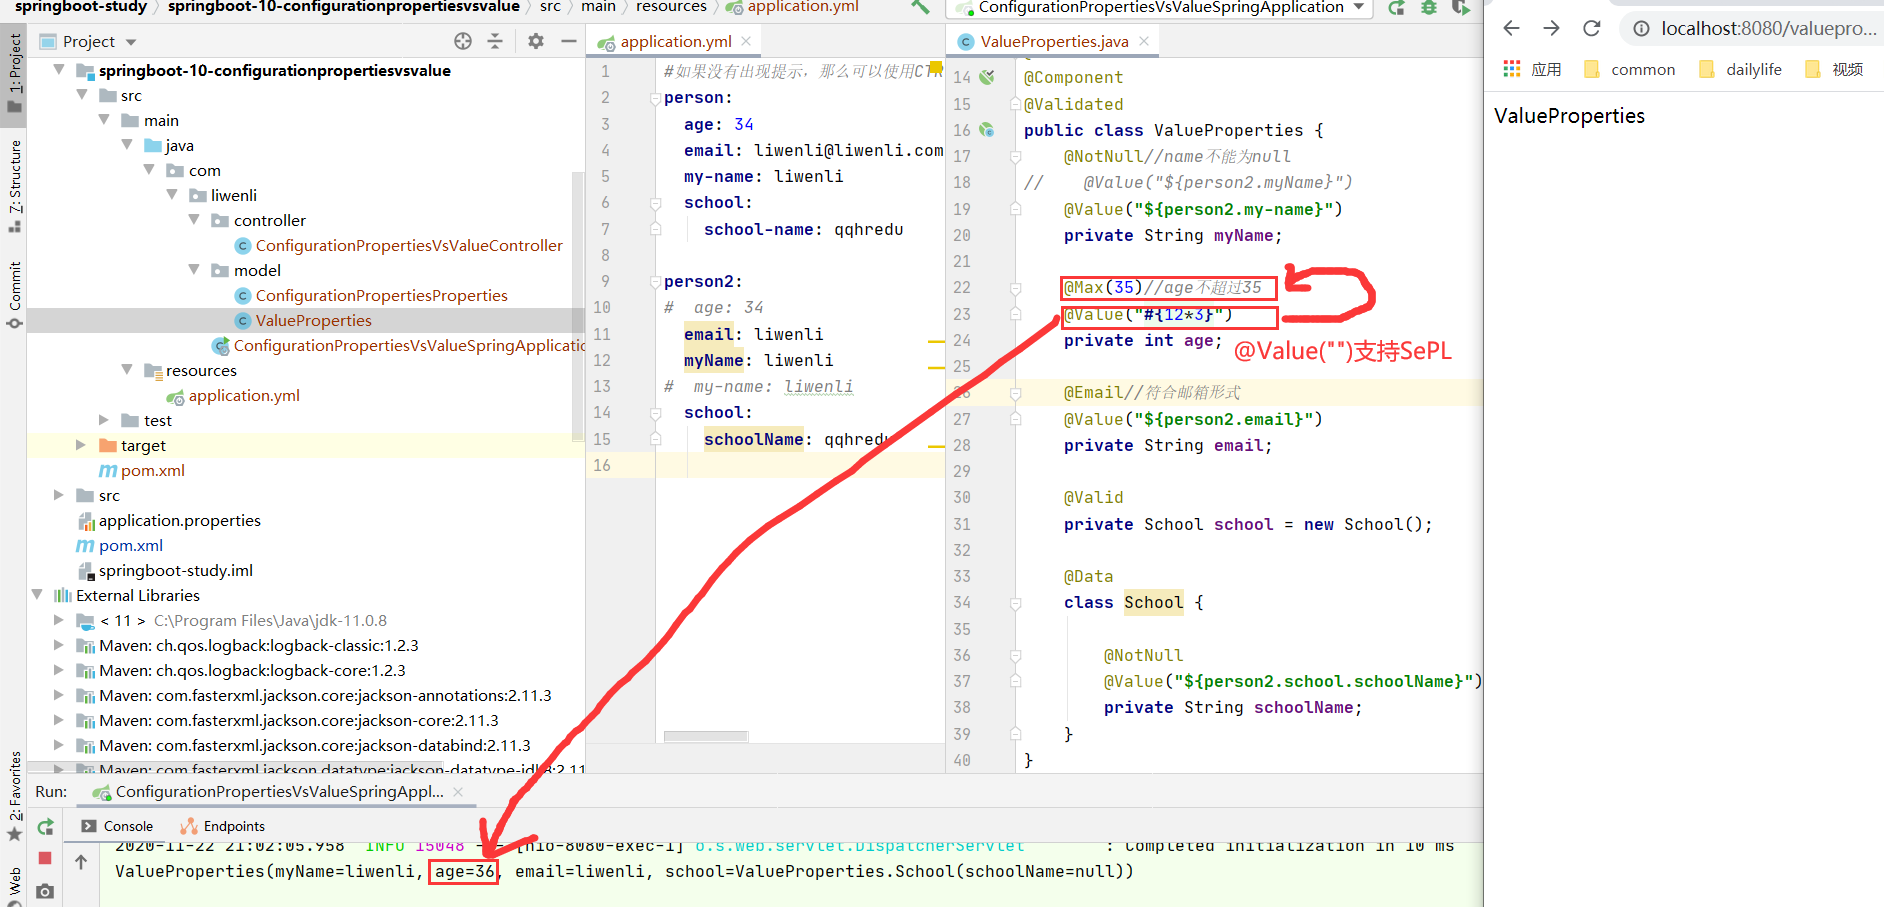 springboot-study
springboot-10-configurationpropertiesvsvalue
src
main
resources
application.yml
ConfigurationPropertiesVsValueSpringApplication
localhost:8080/valuepro...
应用
common
dailylife
视频
ValueProperties
1: Project
7: Structure
Commit
2: Favorites
Web
Project
springboot-10-configurationpropertiesvsvalue
src
main
java
com
liwenli
controller
ConfigurationPropertiesVsValueController
model
ConfigurationPropertiesProperties
ValueProperties
ConfigurationPropertiesVsValueSpringApplicatio
resources
application.yml
test
target
pom.xml
src
application.properties
pom.xml
springboot-study.iml
External Libraries
< 11 > C:\Program Files\Java\jdk-11.0.8
Maven: ch.qos.logback:logback-classic:1.2.3
Maven: ch.qos.logback:logback-core:1.2.3
Maven: com.fasterxml.jackson.core:jackson-annotations:2.11.3
Maven: com.fasterxml.jackson.core:jackson-core:2.11.3
Maven: com.fasterxml.jackson.core:jackson-databind:2.11.3
Maven: com.fasterxml.jackson.datatype:jackson-datatype-jdk8:2.11
application.yml
1 #如果没有出现提示，那么可以使用CTR
2 person:
3 age: 34
4 email: liwenli@liwenli.com
5 my-name: liwenli
6 school:
7 school-name: qqhredu
8
9 person2:
10 # age: 34
11 email: liwenli
12 myName: liwenli
13 # my-name: liwenli
14 school:
15 schoolName: qqhredu
16
ValueProperties.java
14 @Component
15 @Validated
16 public class ValueProperties {
17 @NotNull//name不能为null
18 // @Value("${person2.myName}")
19 @Value("${person2.my-name}")
20 private String myName;
21
22 @Max(35)//age不超过35
23 @Value("#{12*3}")
24 private int age;
@Value("")支持SePL
25
26 @Email//符合邮箱形式
27 @Value("${person2.email}")
28 private String email;
29
30 @Valid
31 private School school = new School();
32
33 @Data
34 class School {
35
36 @NotNull
37 @Value("${person2.school.schoolName}")
38 private String schoolName;
39 }
40 }
Run:
ConfigurationPropertiesVsValueSpringAppl...
Console
Endpoints
2020-11-22 21:02:05.958 INFO 15048 --- [nio-8080-exec-1] o.s.web.servlet.DispatcherServlet : Completed initialization in 10 ms
ValueProperties(myName=liwenli, age=36, email=liwenli, school=ValueProperties.School(schoolName=null))